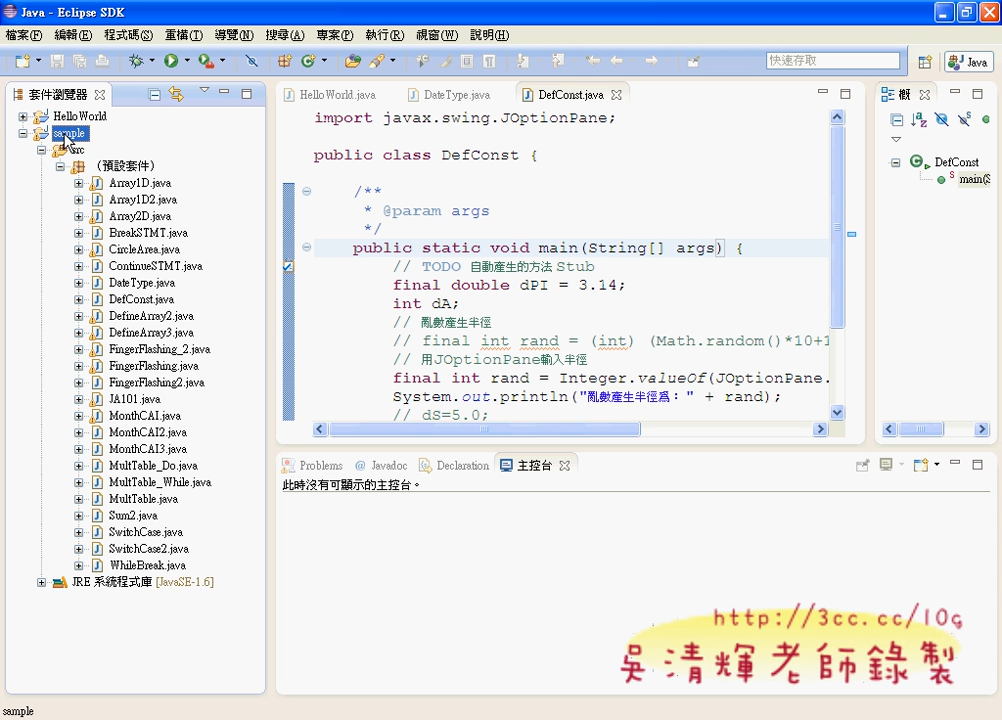 Java - Eclipse SDK
檔案(F) 編輯(E) 程式碼(S) 重構(T) 導覽(N) 搜尋(A) 專案(P) 執行(R) 視窗(W) 說明(H)
快速存取
Java
套件瀏覽器
HelloWorld
sample
src
(預設套件)
Array1D.java
Array1D2.java
Array2D.java
BreakSTMT.java
CircleArea.java
ContinueSTMT.java
DateType.java
DefConst.java
DefineArray2.java
DefineArray3.java
FingerFlashing_2.java
FingerFlashing.java
FingerFlashing2.java
JA101.java
MonthCAI.java
MonthCAI2.java
MonthCAI3.java
MultTable_Do.java
MultTable_While.java
MultTable.java
Sum2.java
SwitchCase.java
SwitchCase2.java
WhileBreak.java
JRE 系統程式庫 [JavaSE-1.6]
HelloWorld.java DateType.java DefConst.java
import javax.swing.JOptionPane;
public class DefConst {
/**
* @param args
*/
public static void main(String[] args) {
// TODO 自動產生的方法 Stub
final double dPI = 3.14;
int dA;
// 亂數產生半徑
// final int rand = (int) (Math.random()*10+1
// 用JOptionPane輸入半徑
final int rand = Integer.valueOf(JOptionPane.
System.out.println("亂數產生半徑為：" + rand);
// dS=5.0;
概
DefConst
main(S
Problems @ Javadoc Declaration 主控台
此時沒有可顯示的主控台。
http://3cc.cc/10g
吳清輝老師錄製
sample